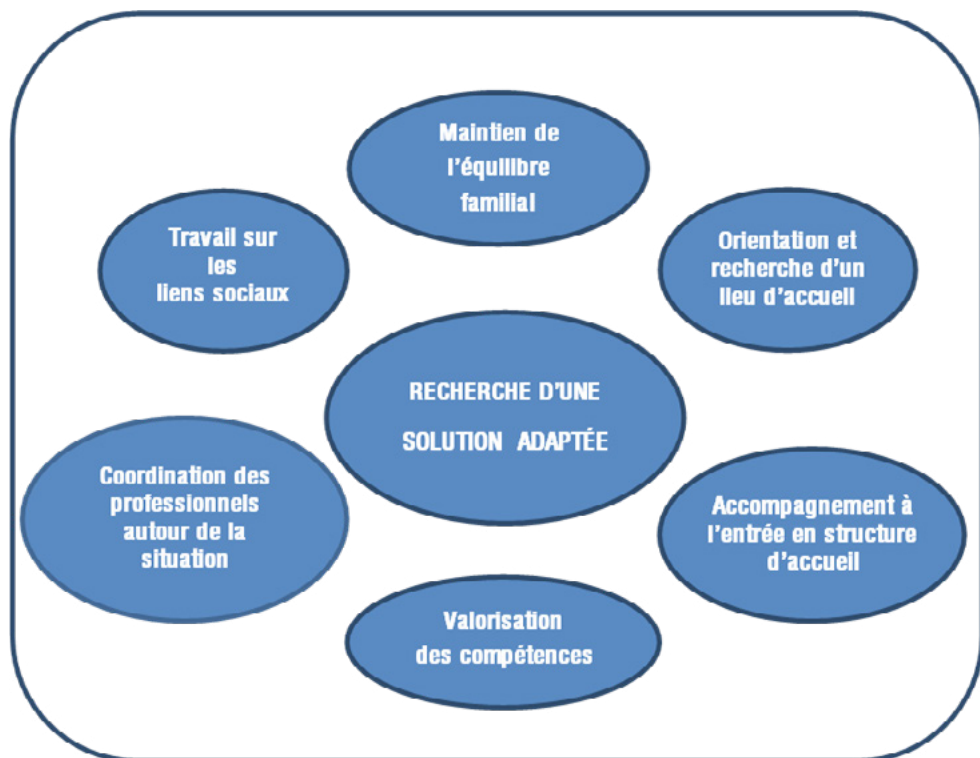 Maintien de
l'équilibre
familial
Travail sur
les
liens sociaux
Orientation et
recherche d'un
lieu d'accueil
RECHERCHE D'UNE
SOLUTION ADAPTÉE
Coordination des
professionnels
autour de la
situation
Accompagnement à
l'entrée en structure
d'accueil
Valorisation
des compétences